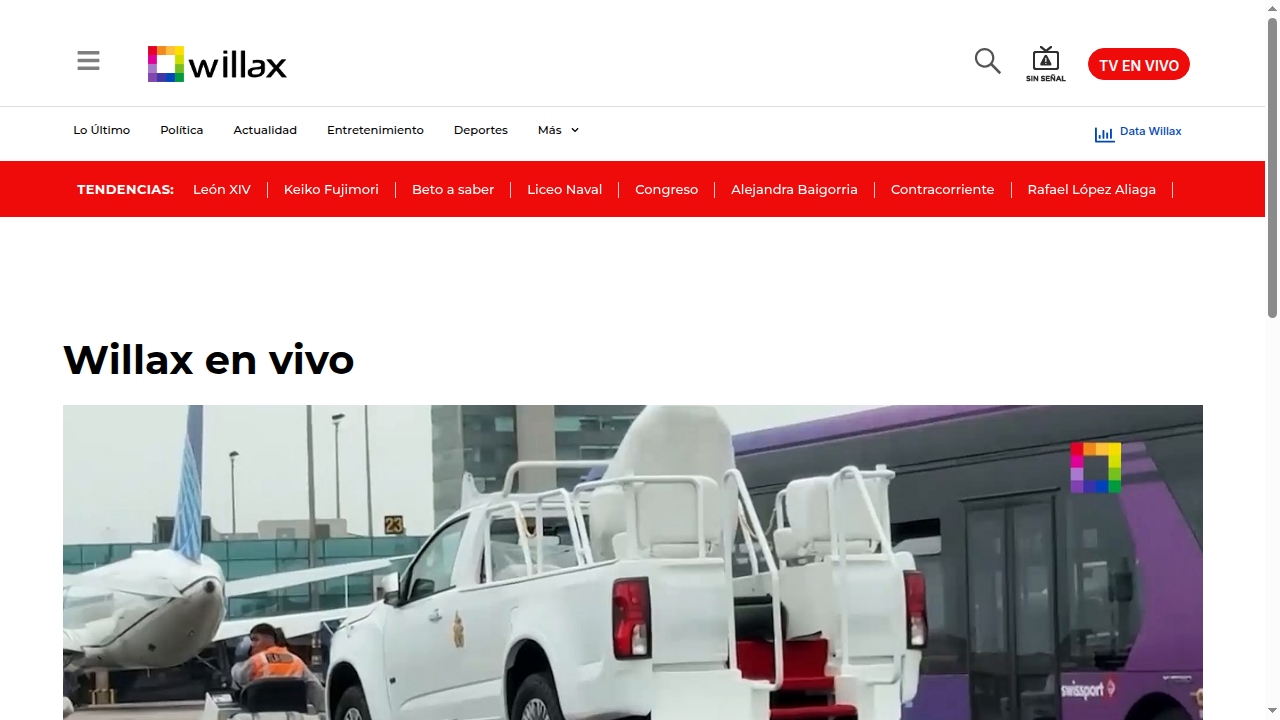 willax
SIN SEÑAL
TV EN VIVO
Lo Último Política Actualidad Entretenimiento Deportes Más
Data Willax
TENDENCIAS: León XIV Keiko Fujimori Beto a saber Liceo Naval Congreso Alejandra Baigorria Contracorriente Rafael López Aliaga
Willax en vivo
23
swissport